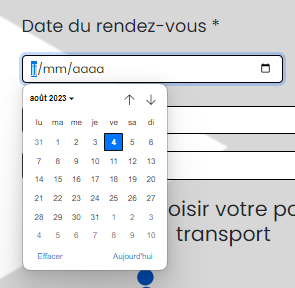 Date du rendez-vous *
jj/mm/aaaa
août 2023
lu ma me je ve sa di
31 1 2 3 4 5 6
7 8 9 10 11 12 13
14 15 16 17 18 19 20
21 22 23 24 25 26 27
28 29 30 31 1 2 3
4 5 6 7 8 9 10
Effacer Aujourd'hui
oisir votre po
transport